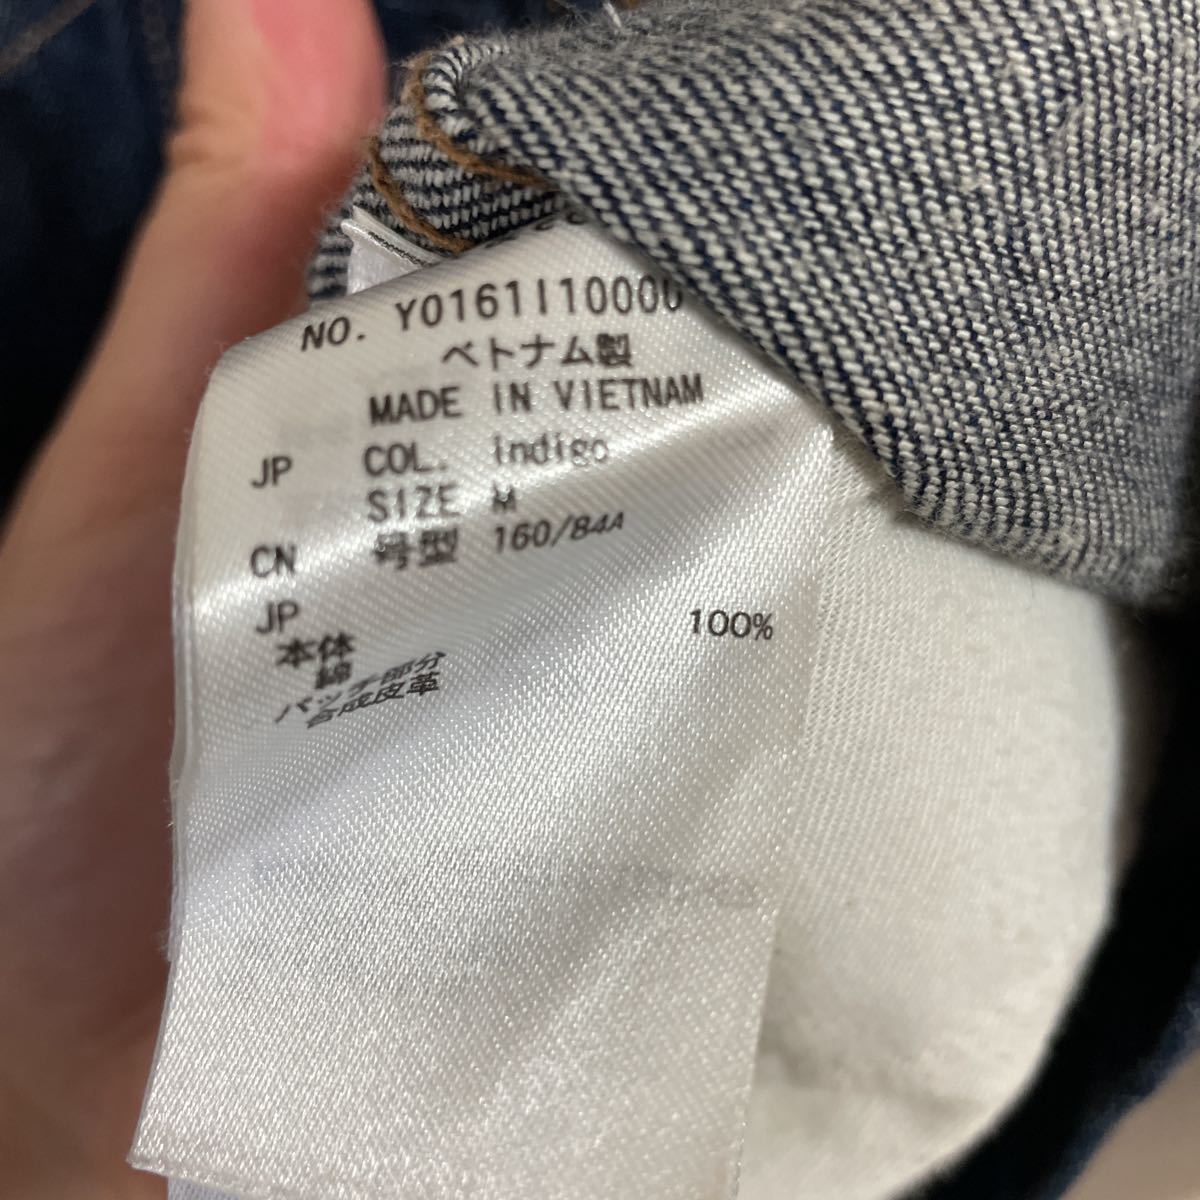 NO. Y0161I10000
ベトナム製
MADE IN VIETNAM
JP COL. indigo
SIZE M
CN 号型 160/84A
JP
本体
綿 100%
パッチ部分
合成皮革